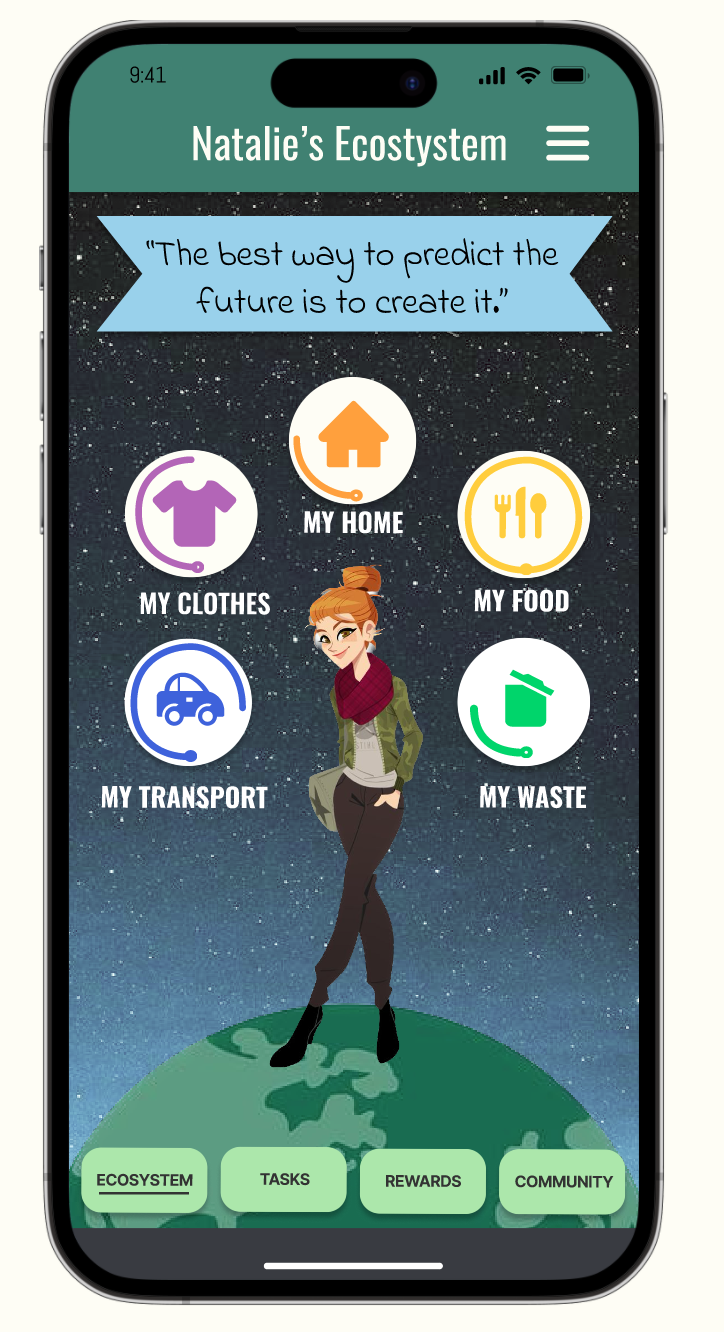 9:41
Natalie’s Ecostystem
“The best way to predict the
future is to create it.”
MY HOME
MY CLOTHES
MY FOOD
MY TRANSPORT
MY WASTE
ECOSYSTEM
TASKS
REWARDS
COMMUNITY